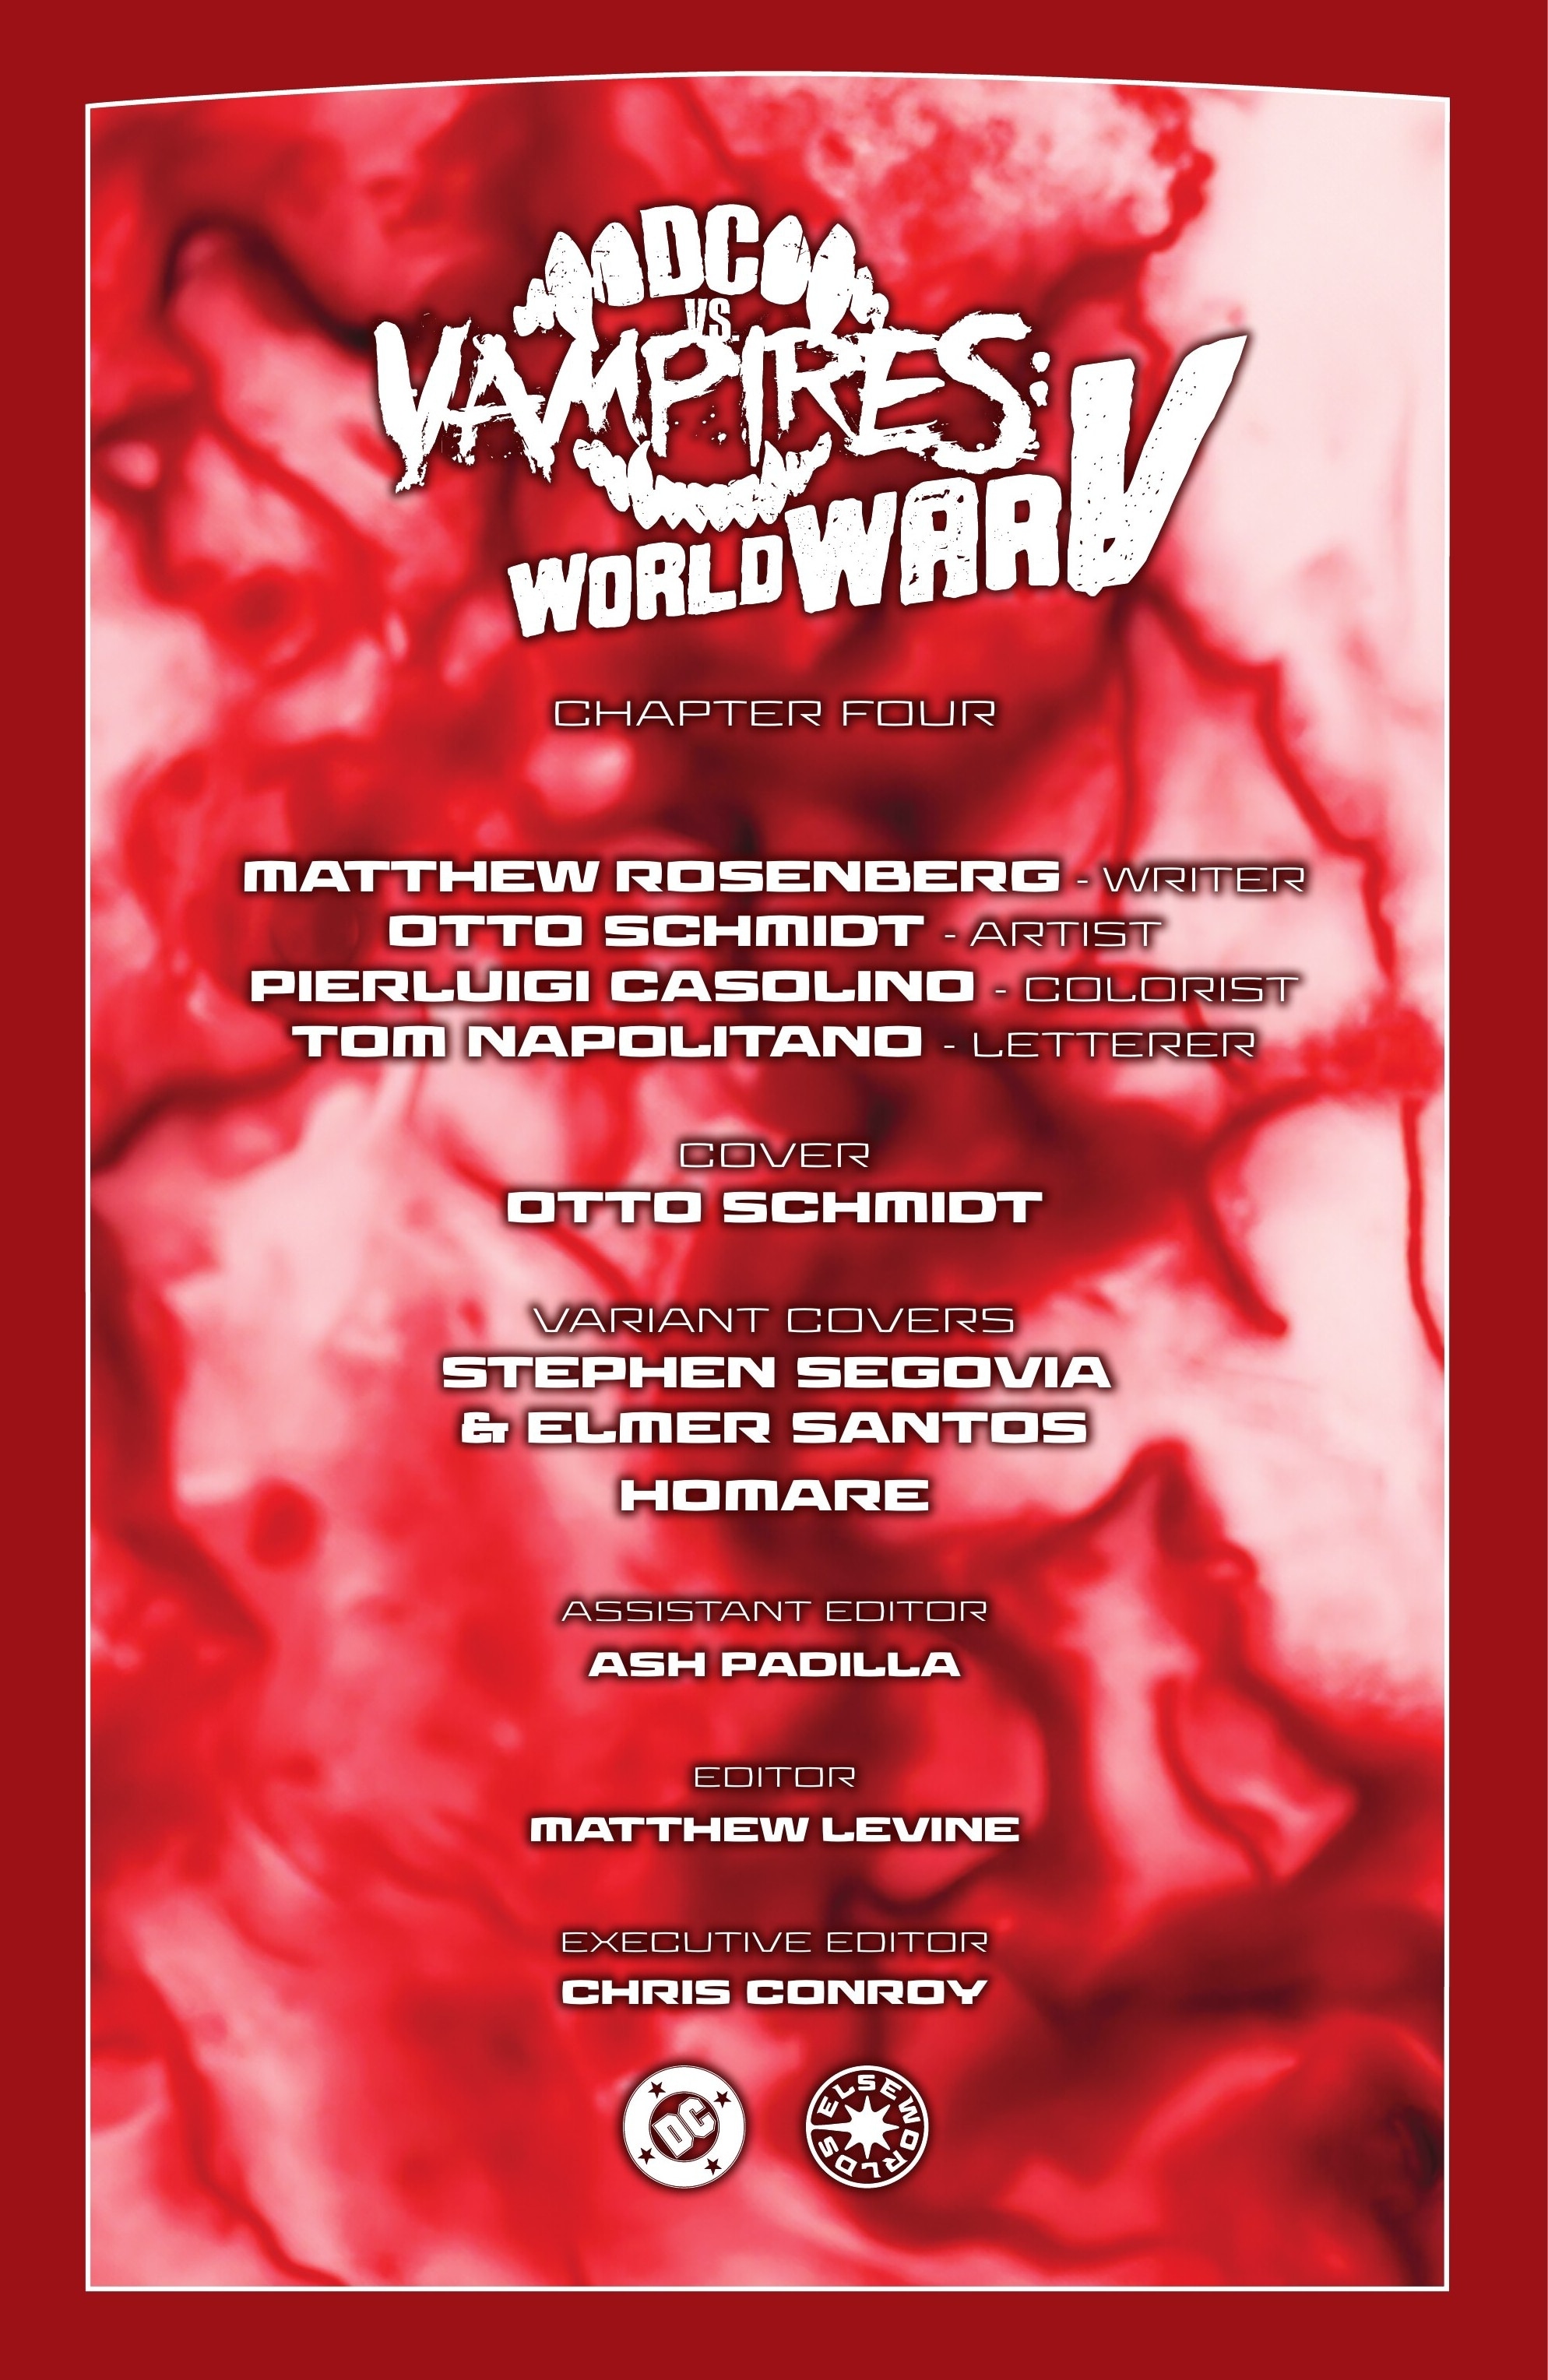 DC
VS.
VAMPIRES:
WORLD WAR V
CHAPTER FOUR
MATTHEW ROSENBERG - WRITER
OTTO SCHMIDT - ARTIST
PIERLUIGI CASOLINO - COLORIST
TOM NAPOLITANO - LETTERER
COVER
OTTO SCHMIDT
VARIANT COVERS
STEPHEN SEGOVIA
& ELMER SANTOS
HOMARE
ASSISTANT EDITOR
ASH PADILLA
EDITOR
MATTHEW LEVINE
EXECUTIVE EDITOR
CHRIS CONROY
DC
ELSEWORLDS